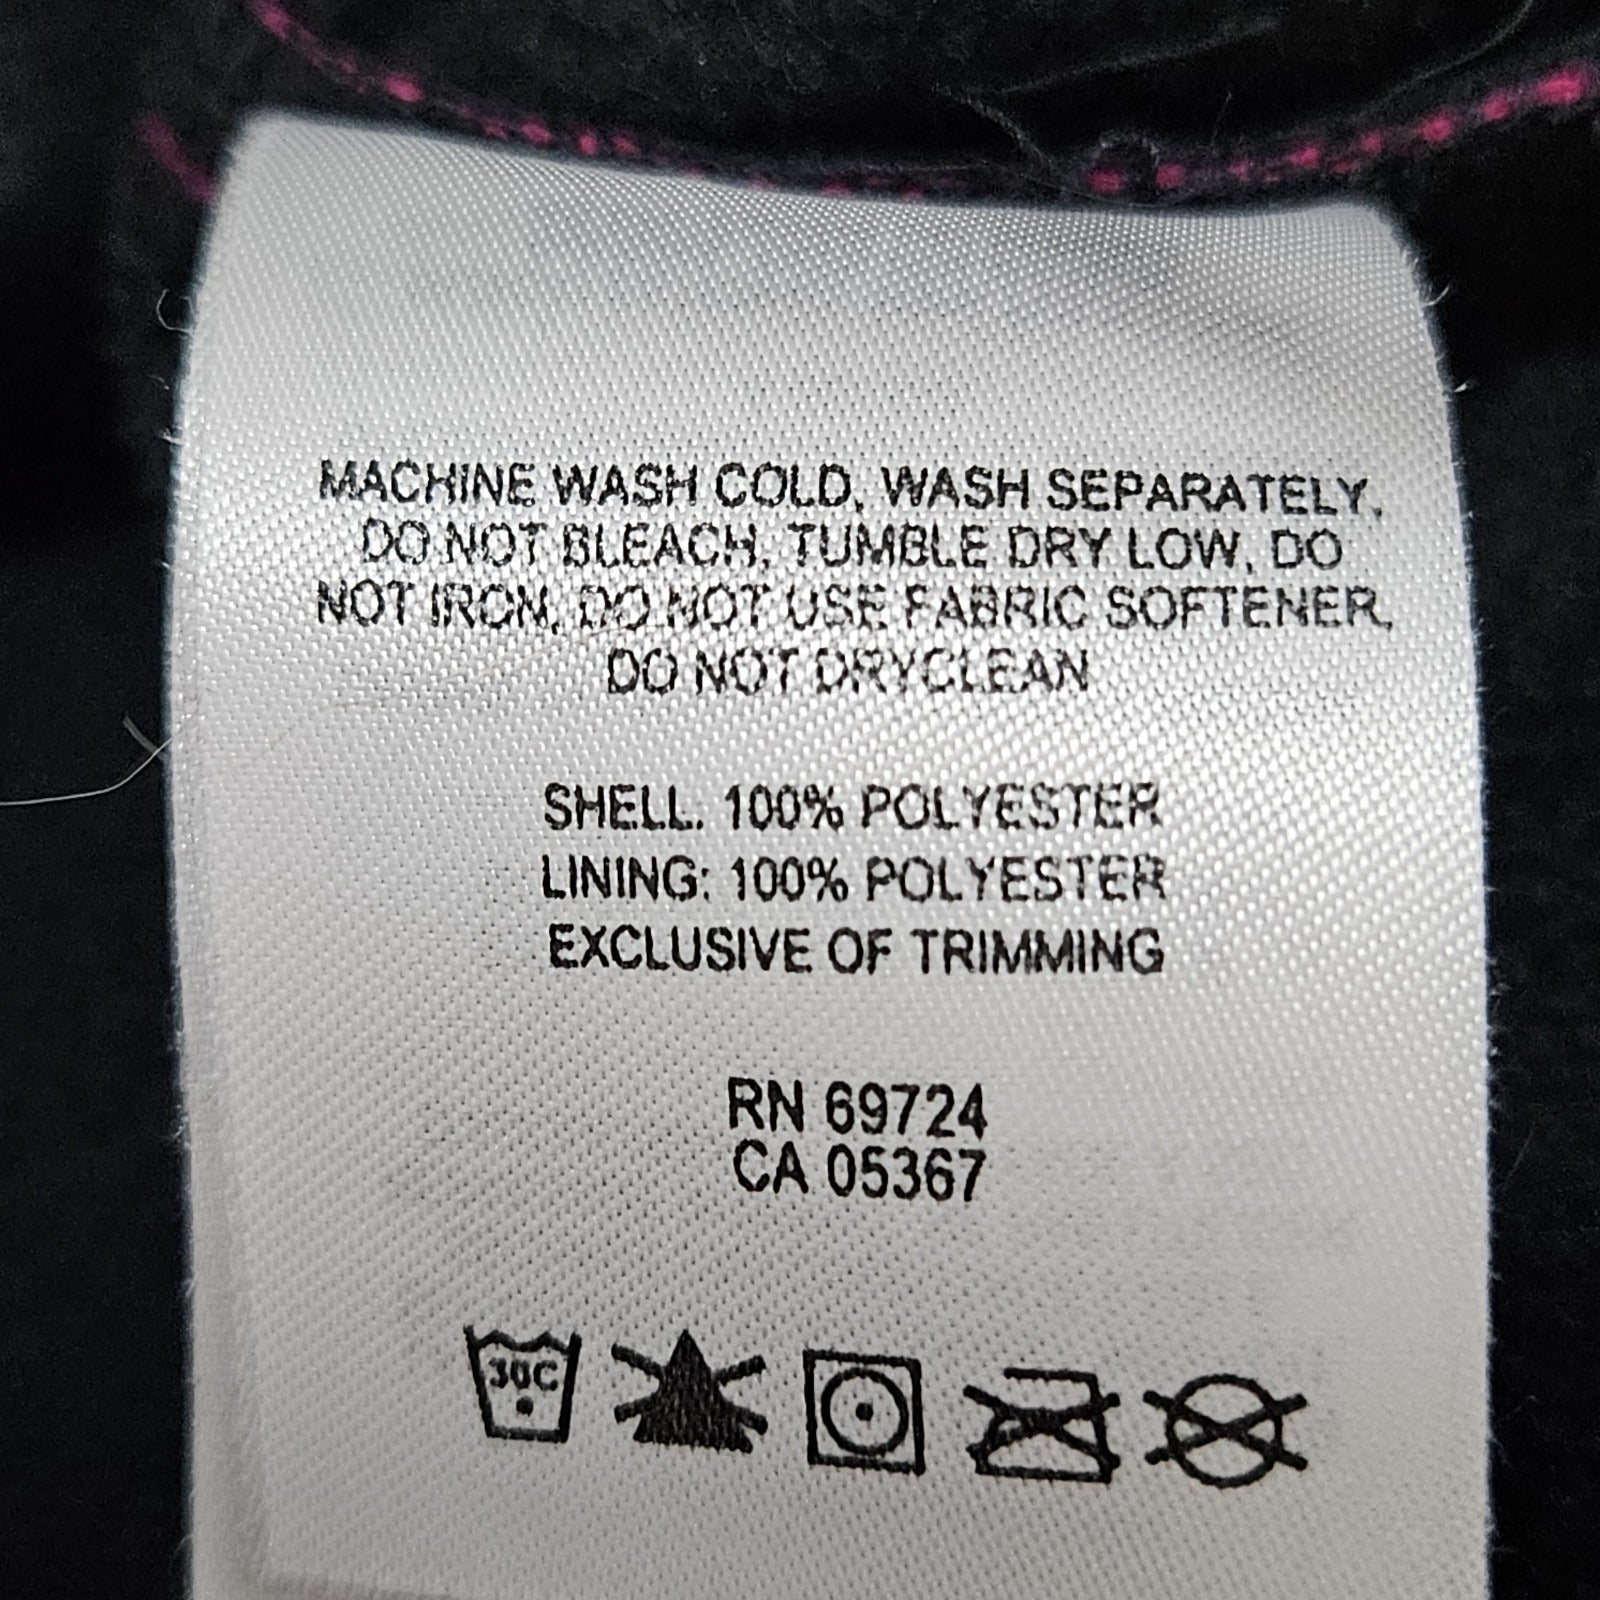 MACHINE WASH COLD, WASH SEPARATELY,
DO NOT BLEACH, TUMBLE DRY LOW, DO
NOT IRON, DO NOT USE FABRIC SOFTENER,
DO NOT DRYCLEAN
SHELL: 100% POLYESTER
LINING: 100% POLYESTER
EXCLUSIVE OF TRIMMING
RN 69724
CA 05367
30C